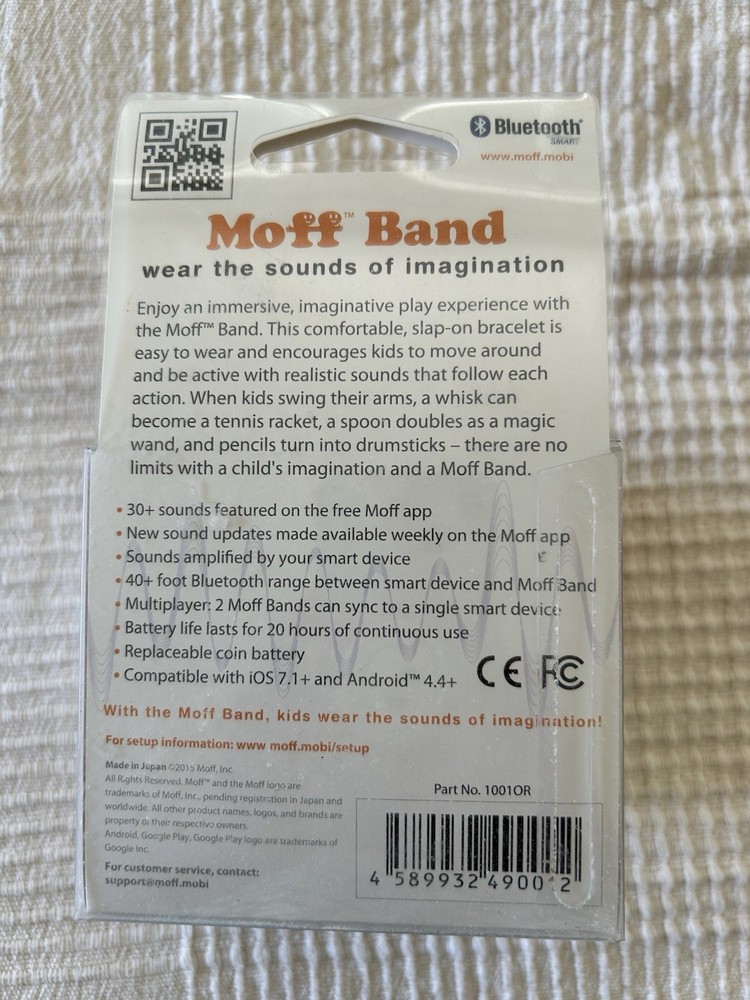 Bluetooth®
SMART
www.moff.mobi
Moff™ Band
wear the sounds of imagination
Enjoy an immersive, imaginative play experience with
the Moff™ Band. This comfortable, slap-on bracelet is
easy to wear and encourages kids to move around
and be active with realistic sounds that follow each
action. When kids swing their arms, a whisk can
become a tennis racket, a spoon doubles as a magic
wand, and pencils turn into drumsticks – there are no
limits with a child's imagination and a Moff Band.
• 30+ sounds featured on the free Moff app
• New sound updates made available weekly on the Moff app
• Sounds amplified by your smart device
• 40+ foot Bluetooth range between smart device and Moff Band
• Multiplayer: 2 Moff Bands can sync to a single smart device
• Battery life lasts for 20 hours of continuous use
• Replaceable coin battery
• Compatible with iOS 7.1+ and Android™ 4.4+
CE FC
With the Moff Band, kids wear the sounds of imagination!
For setup information: www.moff.mobi/setup
Made in Japan ©2015 Moff, Inc.
All Rights Reserved. Moff™ and the Moff logo are
trademarks of Moff, Inc., pending registration in Japan and
worldwide. All other product names, logos, and brands are
property of their respective owners.
Android, Google Play, Google Play logo are trademarks of
Google Inc.
For customer service, contact:
support@moff.mobi
Part No. 1001OR
4 589932 4900 2